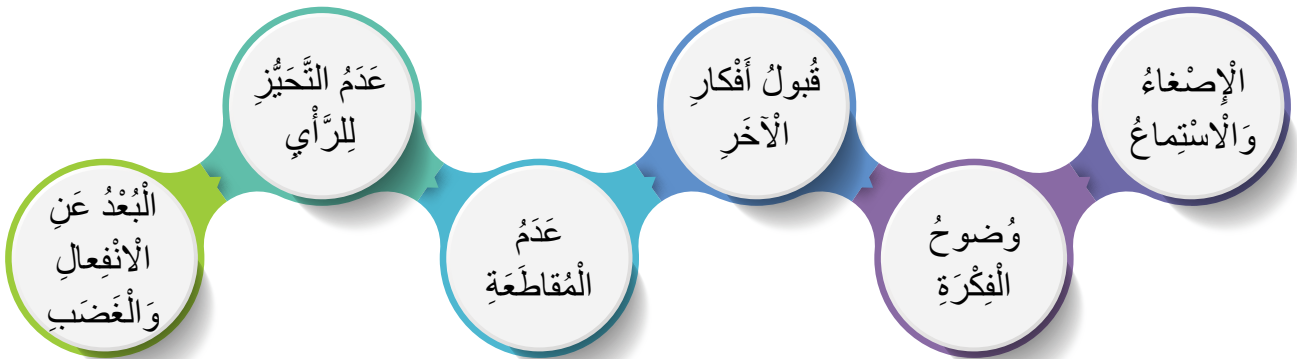 الْإِصْغاءُ
وَالْاسْتِماعُ
وُضوحُ
الْفِكْرَةِ
قُبولُ أَفْكارِ
الْآخَرِ
عَدَمُ
الْمُقاطَعَةِ
عَدَمُ التَّحَيُّزِ
لِلرَّأْيِ
الْبُعْدُ عَنِ
الْانْفِعالِ
وَالْغَضَبِ